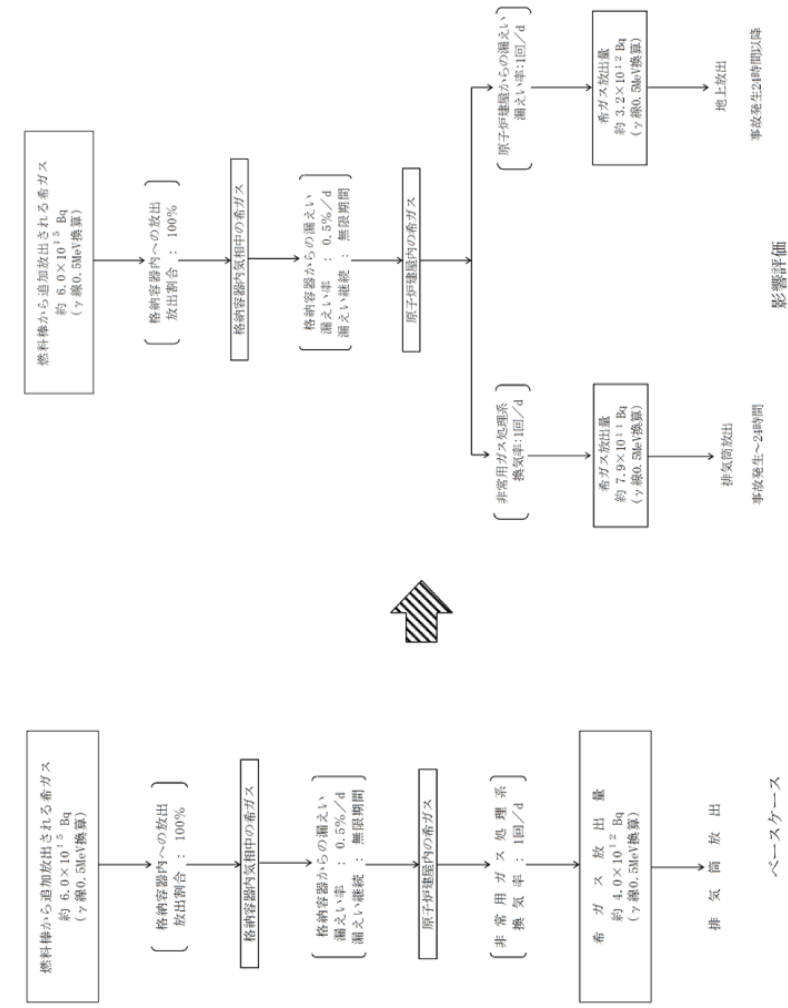 燃料棒から追加放出される希ガス
約 6.0×10¹⁵ Bq
(γ線0.5MeV換算)
格納容器内への放出
放出割合 : 100%
格納容器内気相中の希ガス
格納容器からの漏えい
漏えい率 : 0.5%/d
漏えい継続 : 無限期間
原子炉建屋内の希ガス
非常用ガス処理系
換気率 : 1回/d
希ガス放出量
約 4.0×10¹² Bq
(γ線0.5MeV換算)
排気筒放出
ベースケース
燃料棒から追加放出される希ガス
約 6.0×10¹⁵ Bq
(γ線0.5MeV換算)
格納容器内への放出
放出割合 : 100%
格納容器内気相中の希ガス
格納容器からの漏えい
漏えい率 : 0.5%/d
漏えい継続 : 無限期間
原子炉建屋内の希ガス
非常用ガス処理系
換気率:1回/d
希ガス放出量
約 7.9×10¹¹ Bq
(γ線0.5MeV換算)
排気筒放出
事故発生~24時間
原子炉建屋からの漏えい
漏えい率:1回/d
希ガス放出量
約 3.2×10¹² Bq
(γ線0.5MeV換算)
地上放出
事故発生24時間以降
影響評価